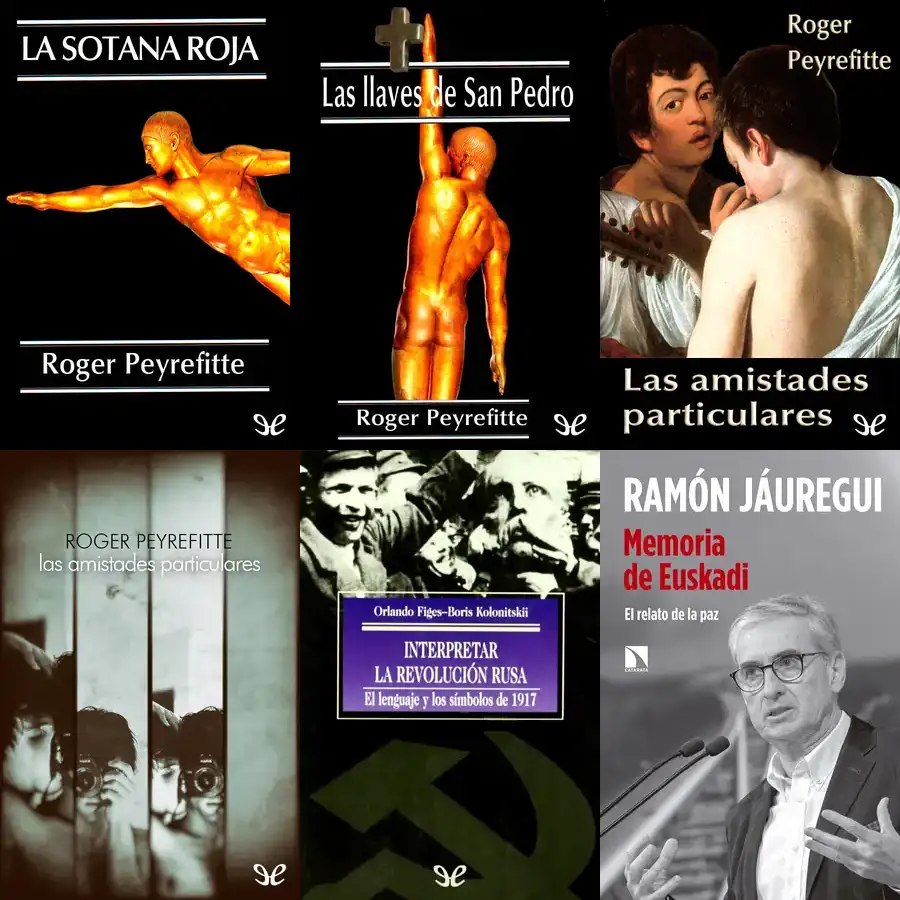 LA SOTANA ROJA
Roger Peyrefitte
Las llaves de San Pedro
Roger Peyrefitte
Roger
Peyrefitte
Las amistades
particulares
ROGER PEYREFITTE
las amistades particulares
Orlando Figes-Boris Kolonitskii
INTERPRETAR
LA REVOLUCIÓN RUSA
El lenguaje y los símbolos de 1917
RAMÓN JÁUREGUI
Memoria
de Euskadi
El relato de la paz
CATARATA